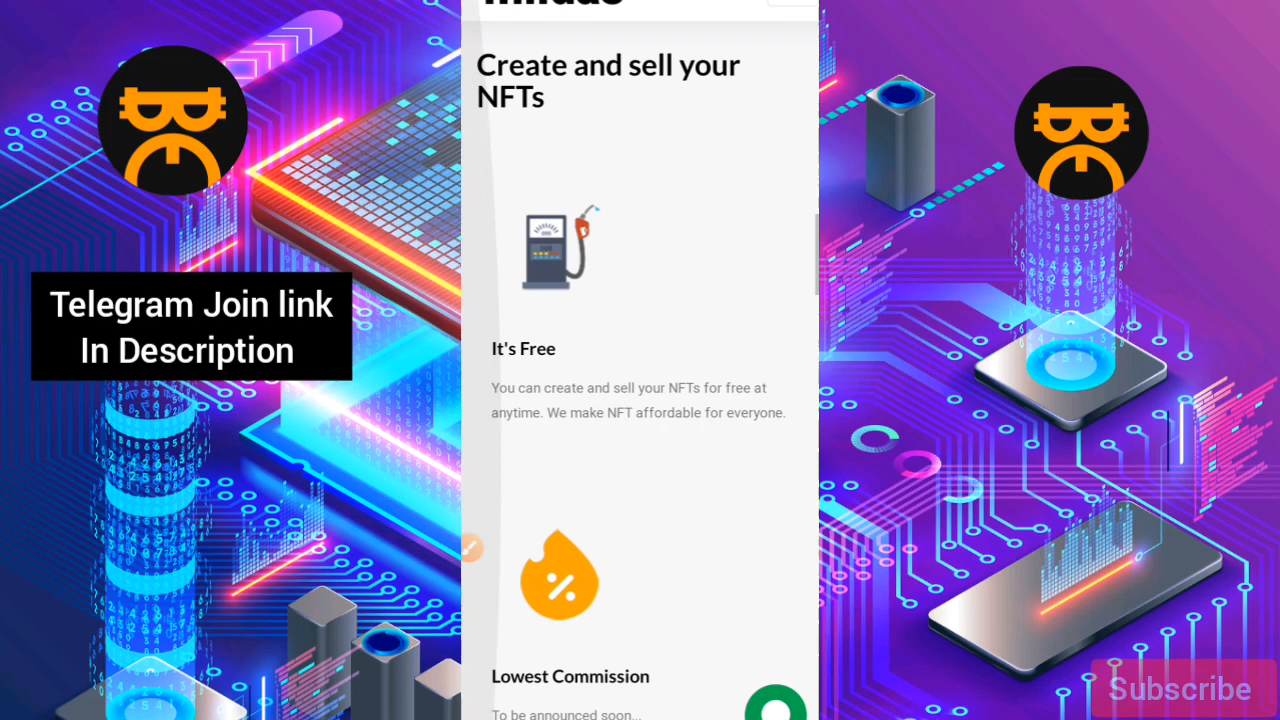 Create and sell your
NFTs
Telegram Join link
In Description
It's Free
You can create and sell your NFTs for free at
anytime. We make NFT affordable for everyone.
Lowest Commission
To be announced soon...
Subscribe